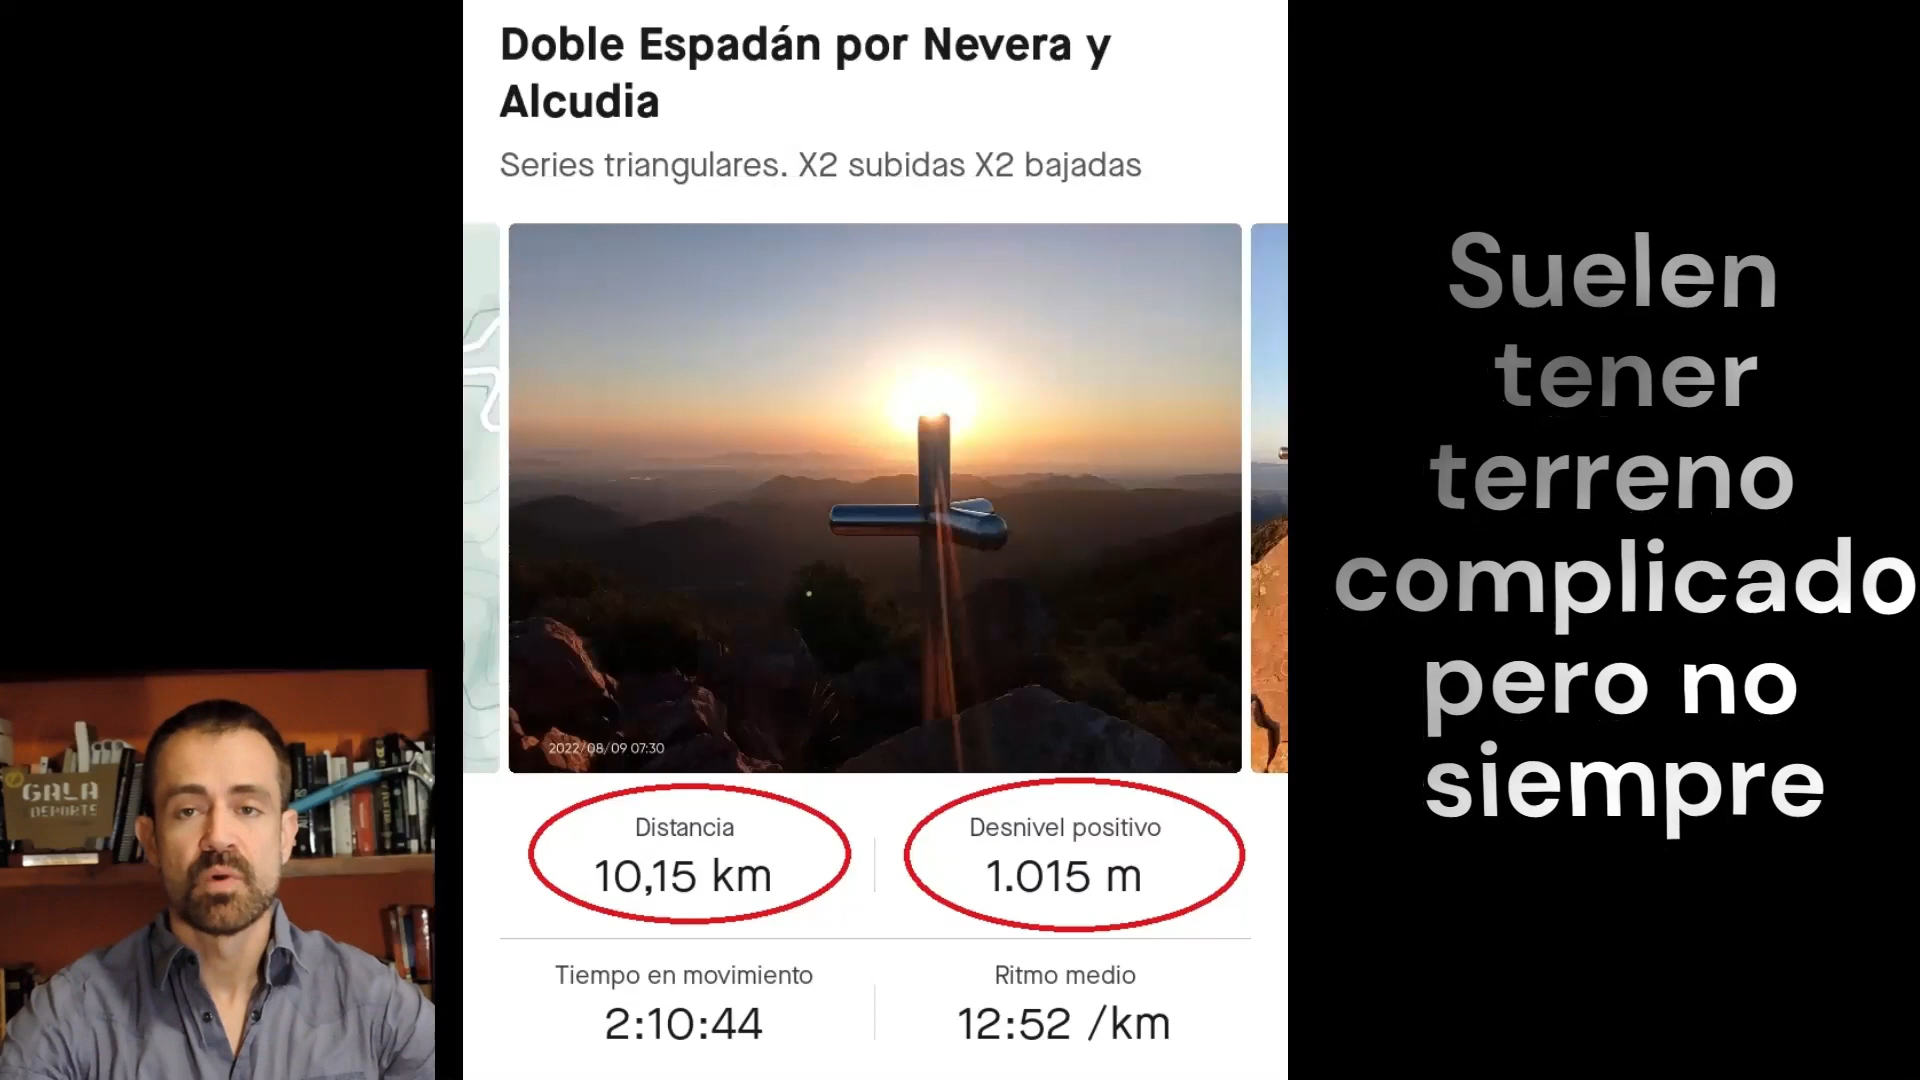 Doble Espadán por Nevera y
Alcudia
Series triangulares. X2 subidas X2 bajadas
2022/08/09 07:30
Distancia
10,15 km
Desnivel positivo
1.015 m
Tiempo en movimiento
2:10:44
Ritmo medio
12:52 /km
Suelen
tener
terreno
complicado
pero no
siempre
GALA
DEPORTE